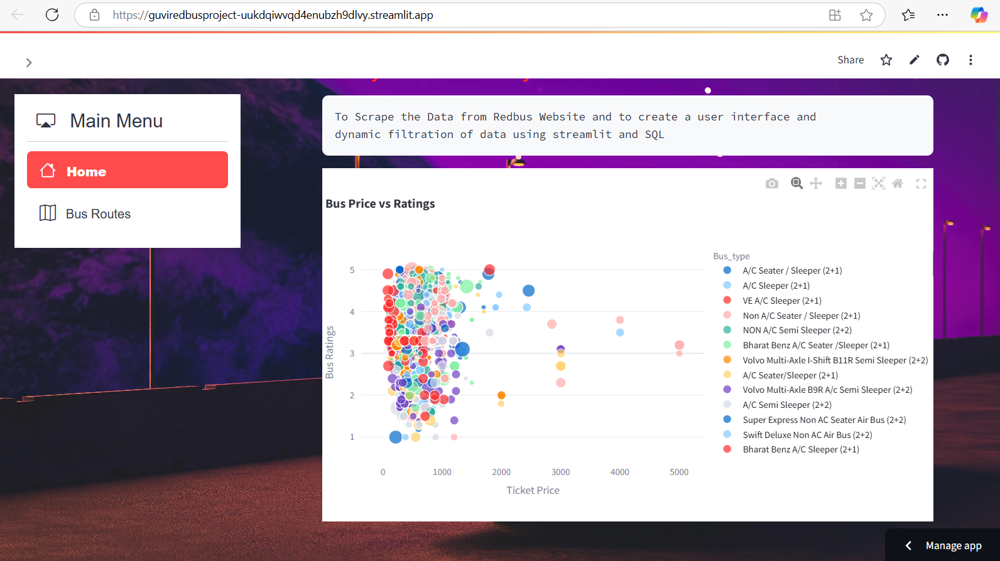 https://guviredbusproject-uukdqiwvqd4enubzh9dlvy.streamlit.app
Share
Main Menu
Home
Bus Routes
To Scrape the Data from Redbus Website and to create a user interface and
dynamic filtration of data using streamlit and SQL
Bus Price vs Ratings
Bus Ratings
5
4
3
2
1
0 1000 2000 3000 4000 5000
Ticket Price
Bus_type
A/C Seater / Sleeper (2+1)
A/C Sleeper (2+1)
VE A/C Sleeper (2+1)
Non A/C Seater / Sleeper (2+1)
NON A/C Semi Sleeper (2+2)
Bharat Benz A/C Seater /Sleeper (2+1)
Volvo Multi-Axle I-Shift B11R Semi Sleeper (2+2)
A/C Seater/Sleeper (2+1)
Volvo Multi-Axle B9R A/c Semi Sleeper (2+2)
A/C Semi Sleeper (2+2)
Super Express Non AC Seater Air Bus (2+2)
Swift Deluxe Non AC Air Bus (2+2)
Bharat Benz A/C Sleeper (2+1)
Manage app